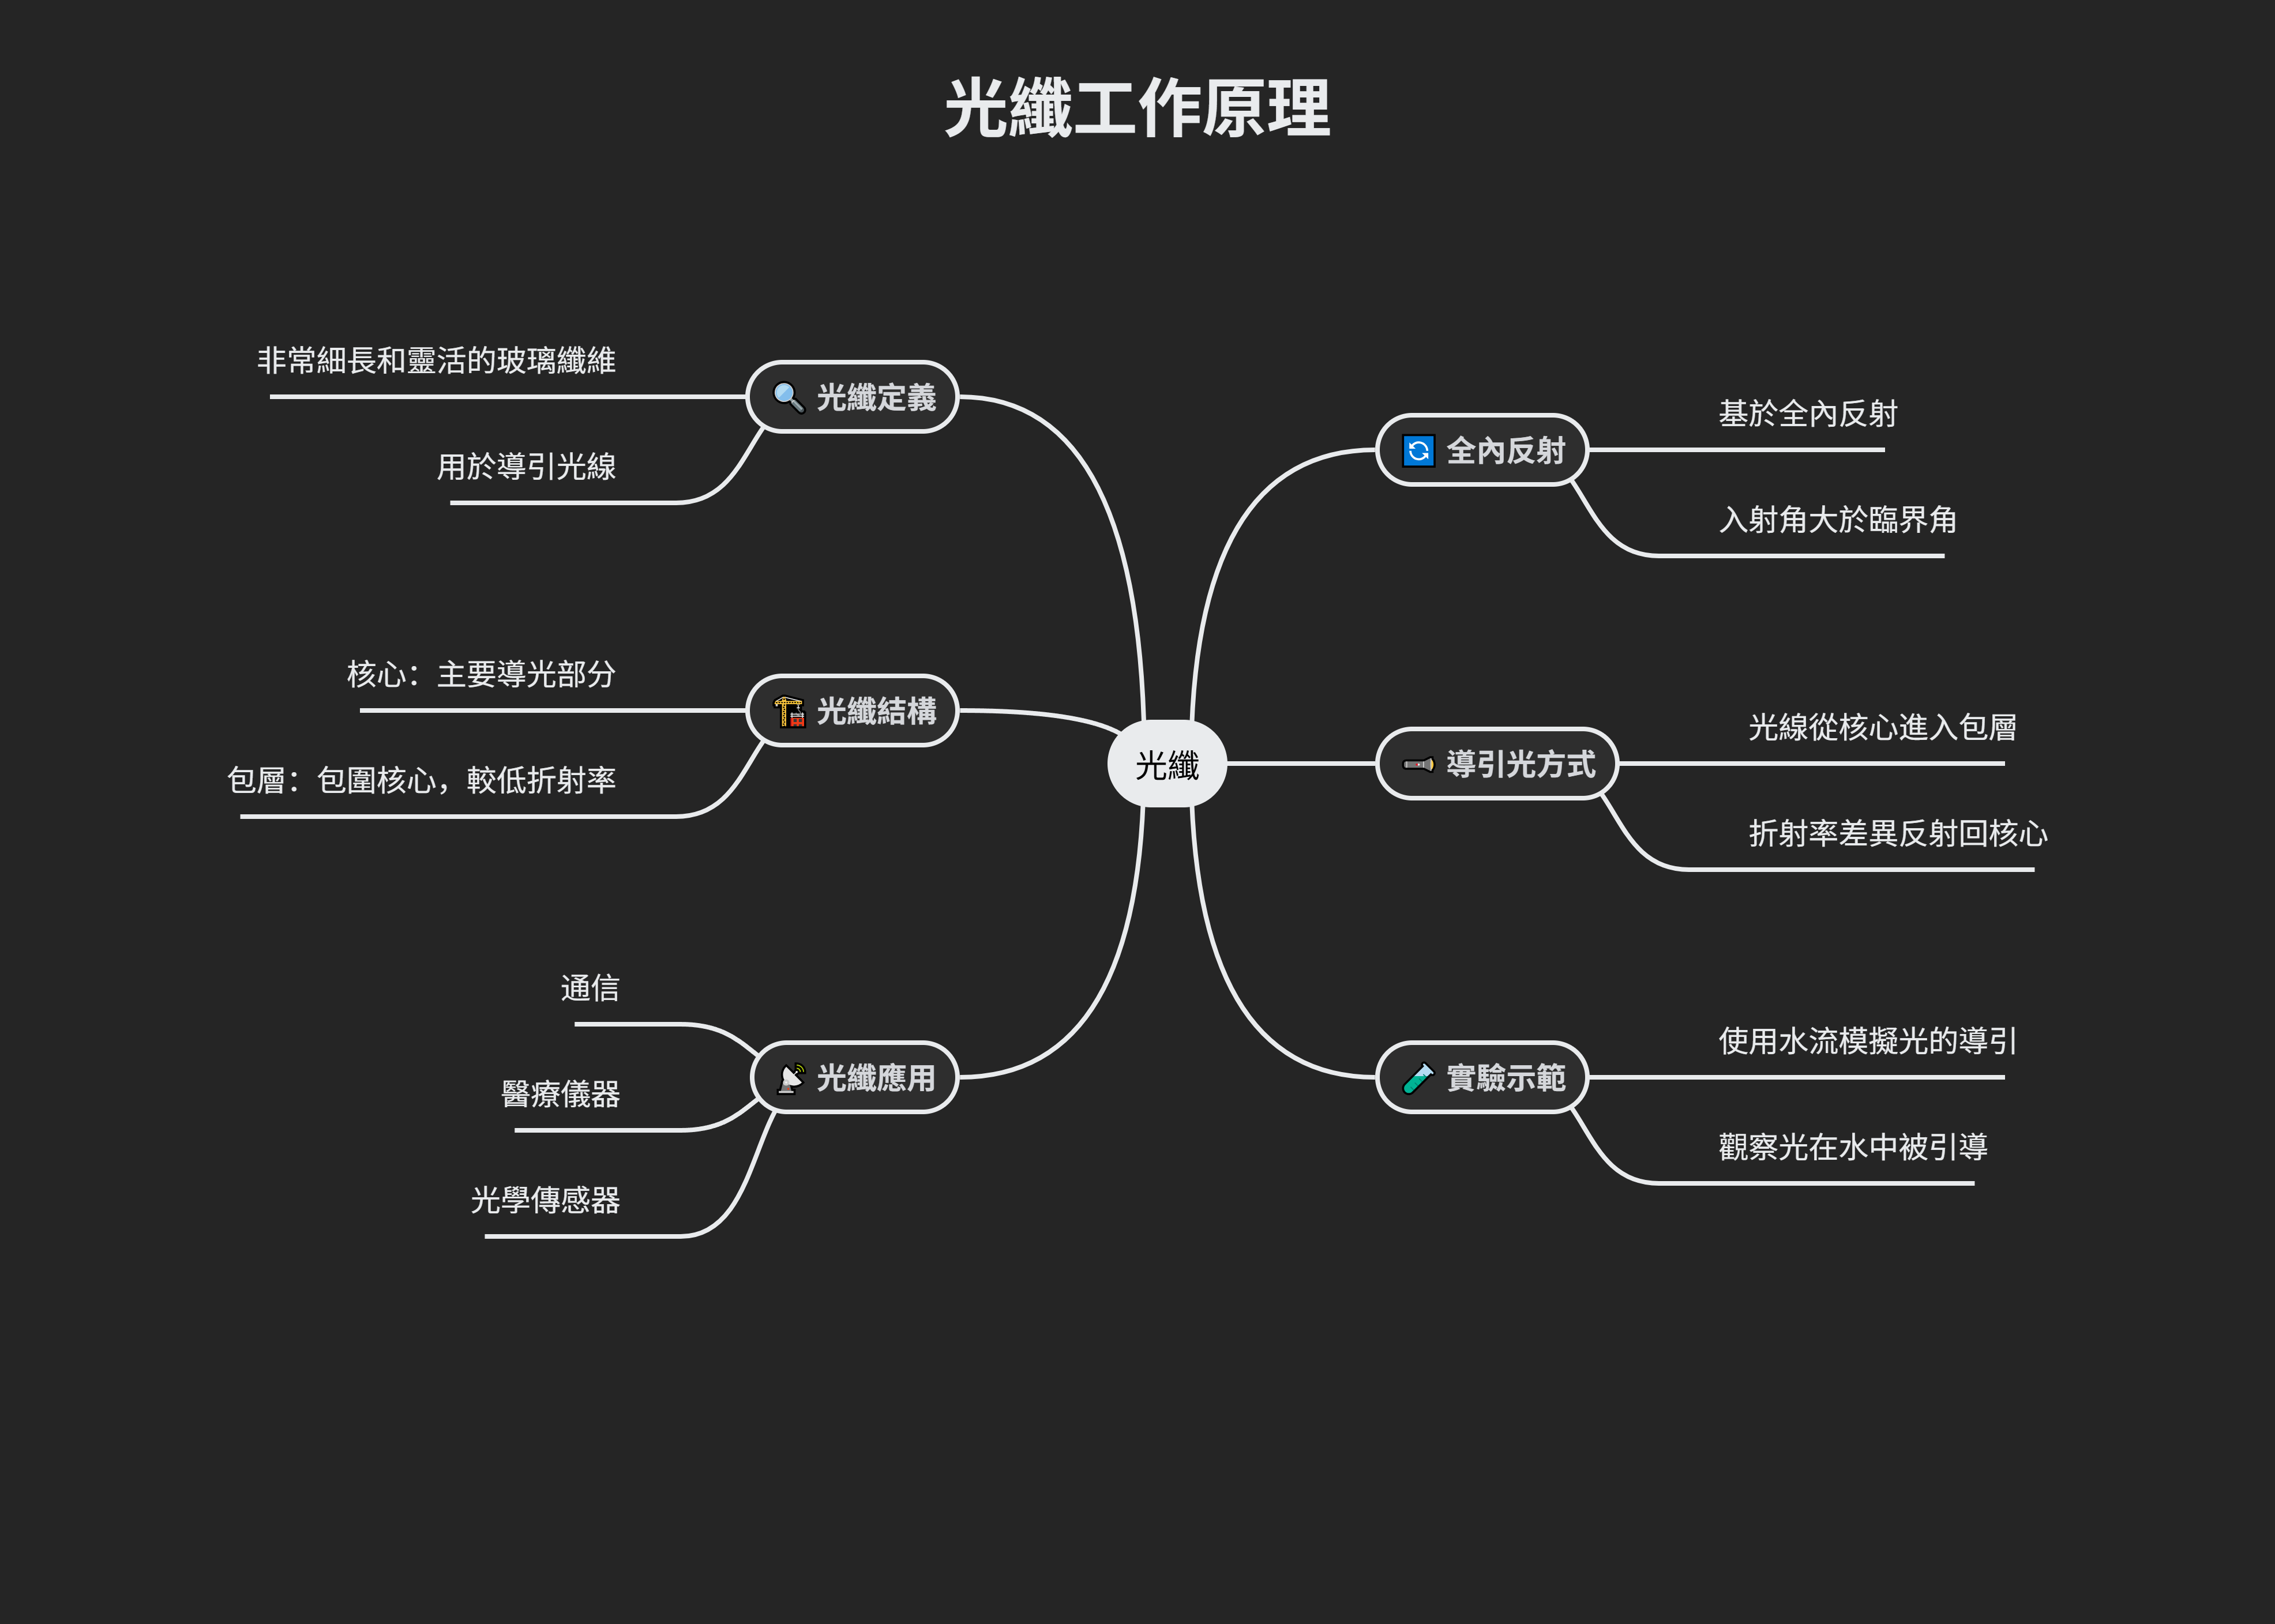 光纖工作原理
光纖
光纖定義
非常細長和靈活的玻璃纖維
用於導引光線
光纖結構
核心：主要導光部分
包層：包圍核心，較低折射率
光纖應用
通信
醫療儀器
光學傳感器
全內反射
基於全內反射
入射角大於臨界角
導引光方式
光線從核心進入包層
折射率差異反射回核心
實驗示範
使用水流模擬光的導引
觀察光在水中被引導